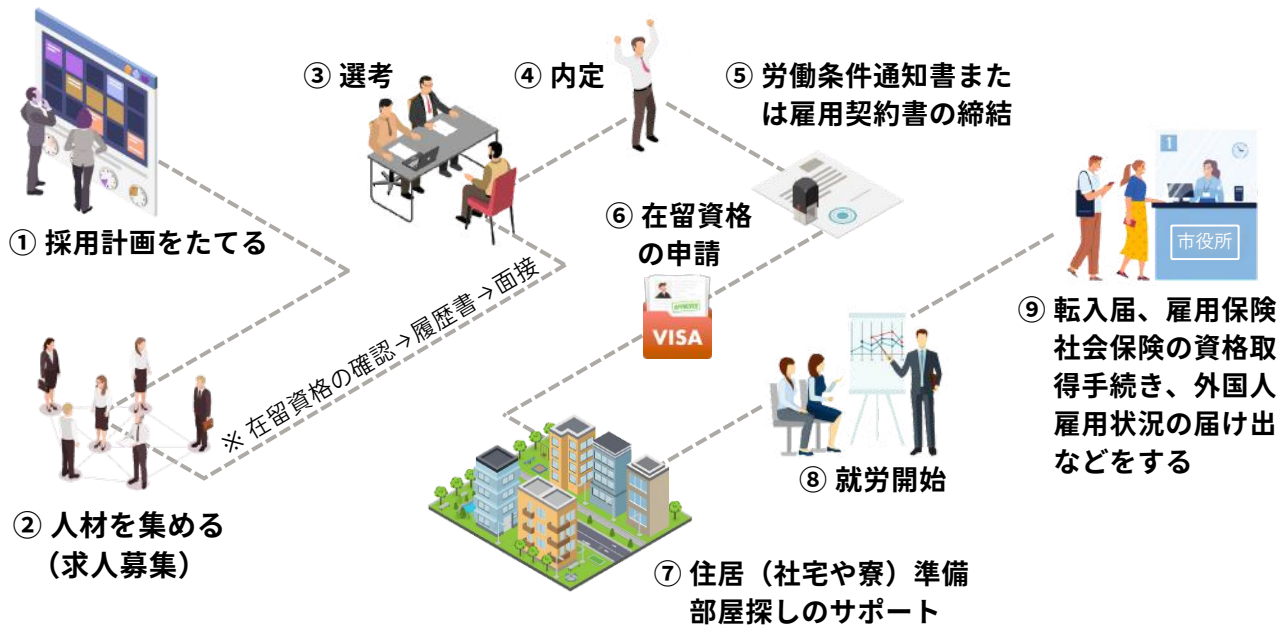 ① 採用計画をたてる
② 人材を集める
（求人募集）
※ 在留資格の確認→履歴書→面接
③ 選考
④ 内定
⑤ 労働条件通知書また
は雇用契約書の締結
⑥ 在留資格
の申請
APPROVED
VISA
⑦ 住居（社宅や寮）準備
部屋探しのサポート
⑧ 就労開始
1
市役所
⑨ 転入届、雇用保険
社会保険の資格取
得手続き、外国人
雇用状況の届け出
などをする